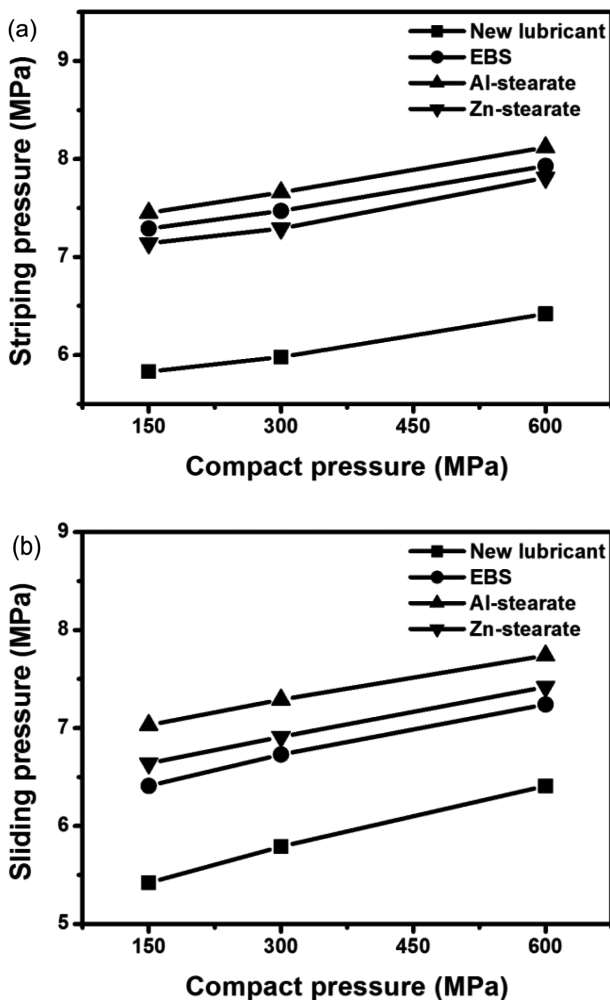 (a)
New lubricant
EBS
Al-stearate
Zn-stearate
Striping pressure (MPa)
9
8
7
6
150
300
450
600
Compact pressure (MPa)
(b)
New lubricant
EBS
Al-stearate
Zn-stearate
Sliding pressure (MPa)
9
8
7
6
5
150
300
450
600
Compact pressure (MPa)